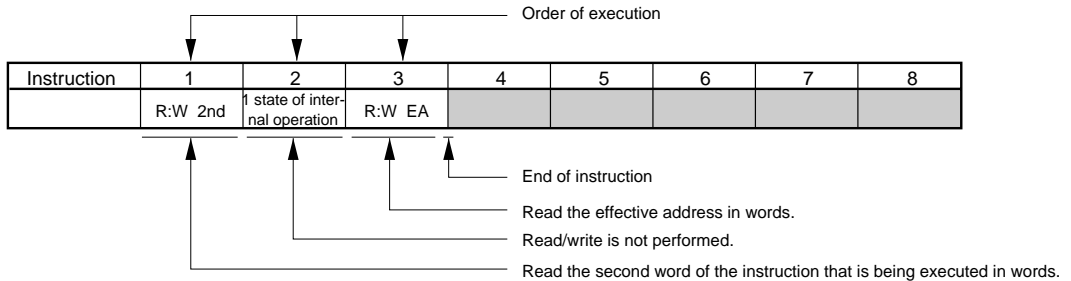 Order of execution
Instruction 1 2 3 4 5 6 7 8
R:W 2nd 1 state of inter-
nal operation R:W EA
End of instruction
Read the effective address in words.
Read/write is not performed.
Read the second word of the instruction that is being executed in words.